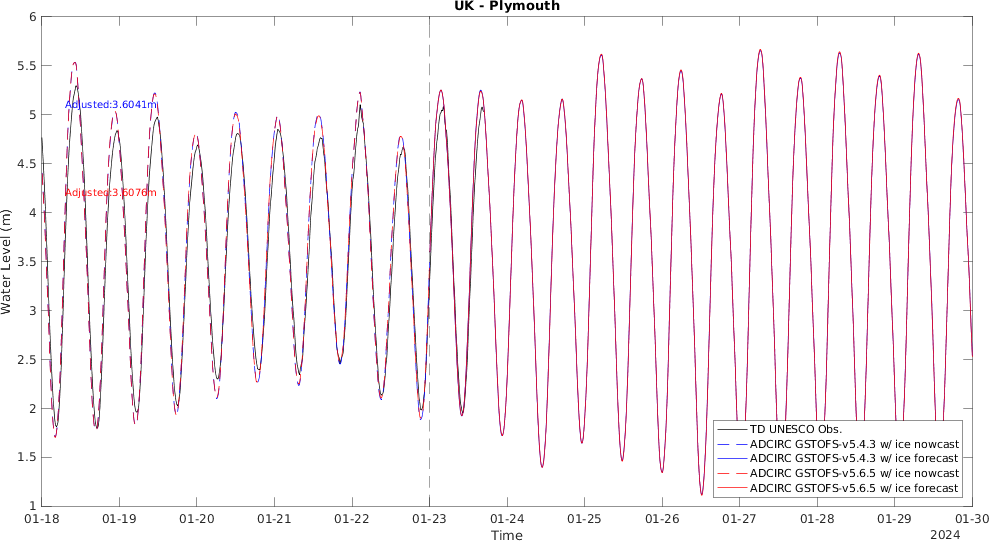 UK - Plymouth
6
5.5
5
4.5
4
3.5
3
2.5
2
1.5
1
Water Level (m)
Adjusted:3.6041m
Adjusted:3.6076m
TD UNESCO Obs.
ADCIRC GSTOFS-v5.4.3 w/ ice nowcast
ADCIRC GSTOFS-v5.4.3 w/ ice forecast
ADCIRC GSTOFS-v5.6.5 w/ ice nowcast
ADCIRC GSTOFS-v5.6.5 w/ ice forecast
01-18 01-19 01-20 01-21 01-22 01-23 01-24 01-25 01-26 01-27 01-28 01-29 01-30
Time
2024